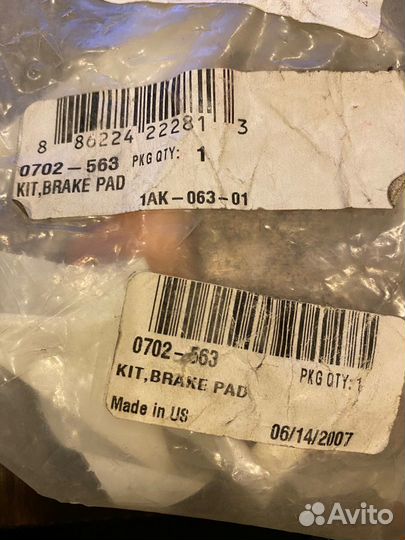 8 86224 22281 3
0702-563 PKG QTY: 1
KIT,BRAKE PAD
1AK-063-01
0702-563
KIT,BRAKE PAD PKG QTY: 1
Made in US
06/14/2007
Avito